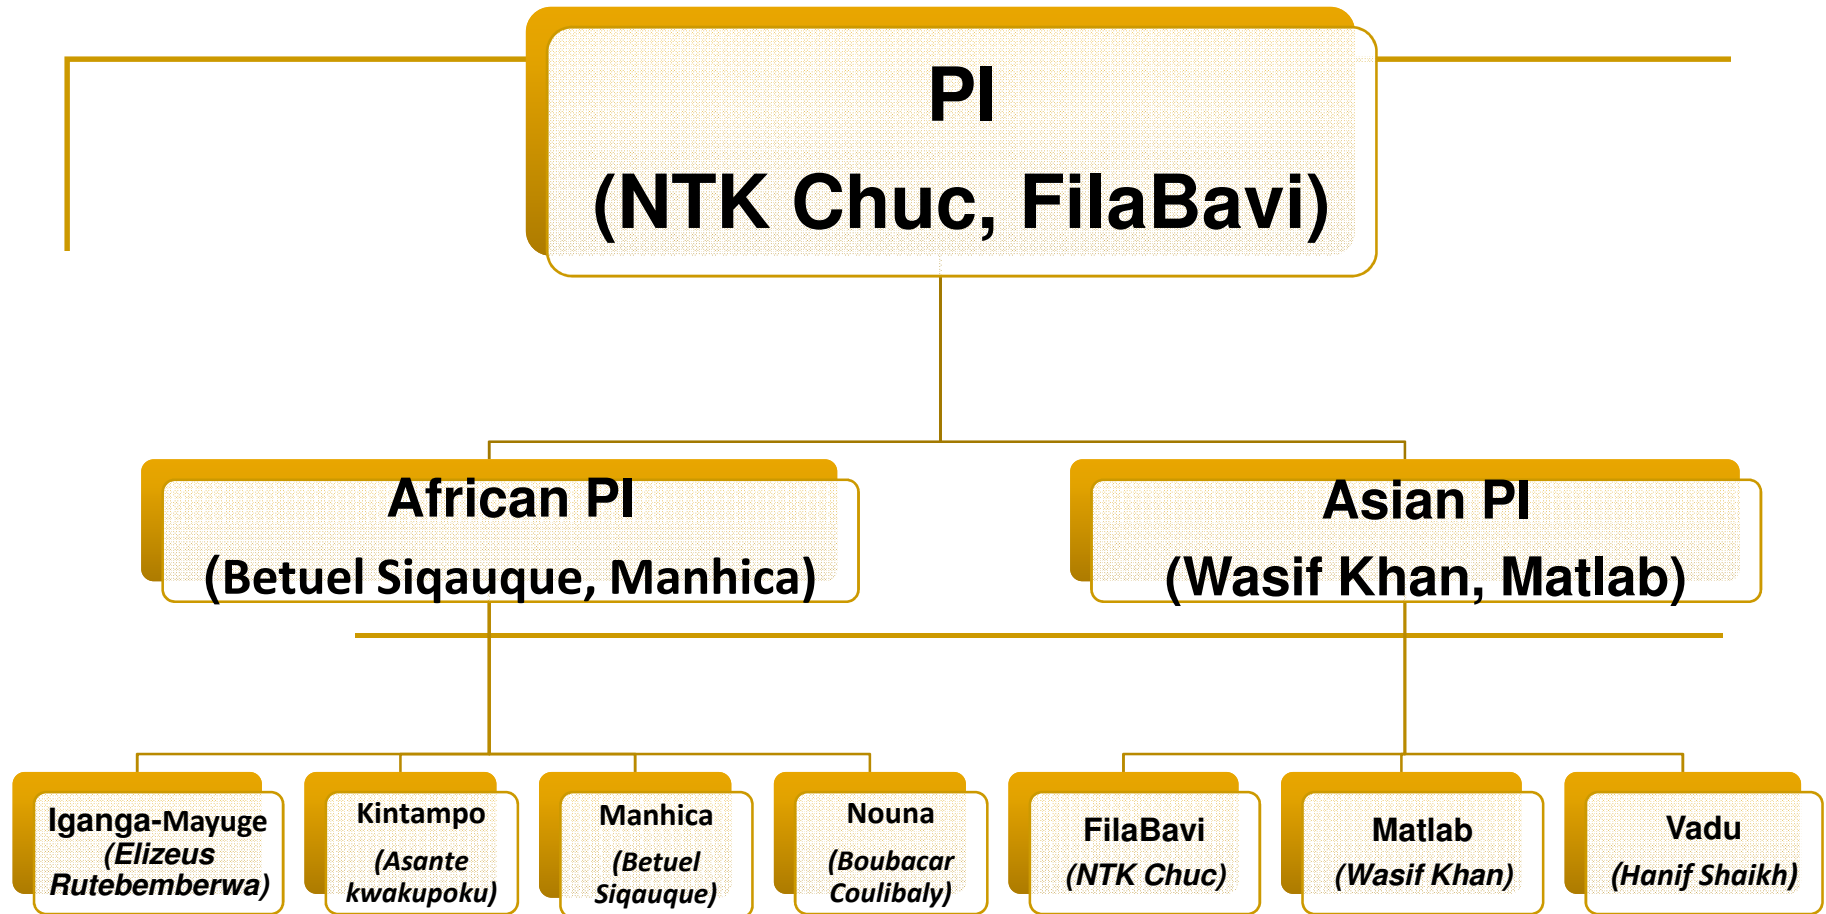 PI
(NTK Chuc, FilaBavi)
African PI
(Betuel Siqauque, Manhica)
Asian PI
(Wasif Khan, Matlab)
Iganga-Mayuge
(Elizeus
Rutebemberwa)
Kintampo
(Asante
kwakupoku)
Manhica
(Betuel
Siqauque)
Nouna
(Boubacar
Coulibaly)
FilaBavi
(NTK Chuc)
Matlab
(Wasif Khan)
Vadu
(Hanif Shaikh)